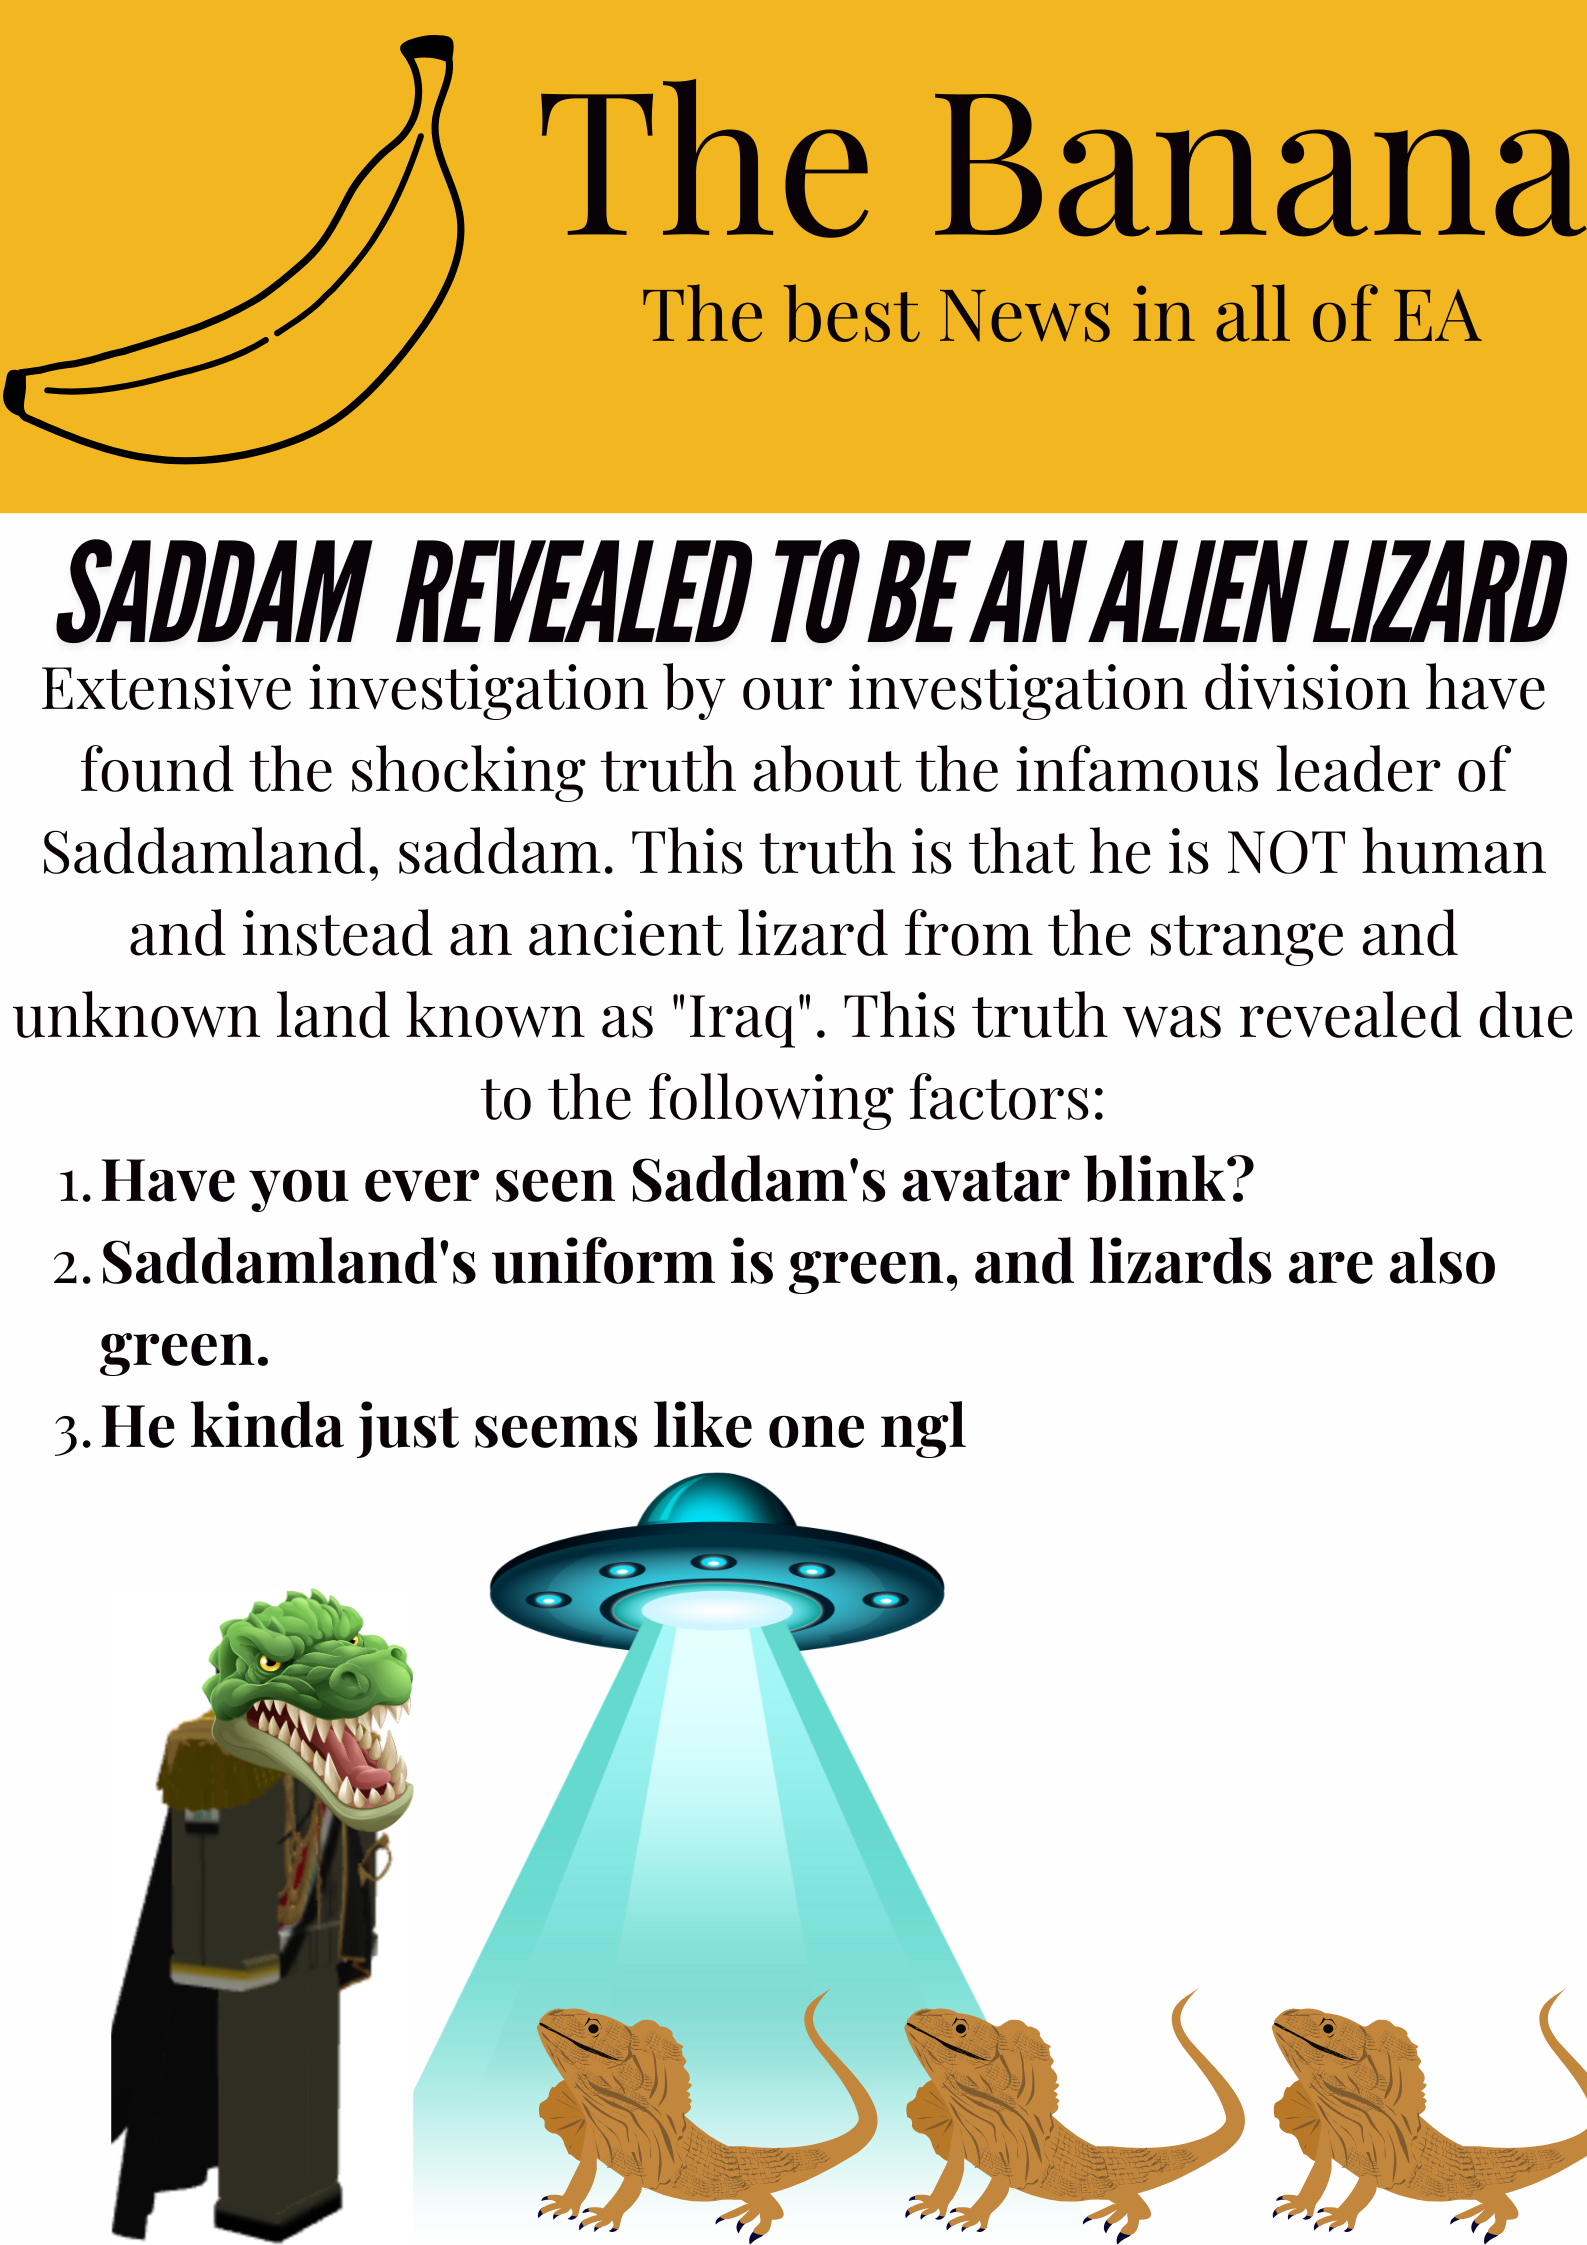 The Banana
The best News in all of EA
SADDAM REVEALED TO BE AN ALIEN LIZARD
Extensive investigation by our investigation division have
found the shocking truth about the infamous leader of
Saddamland, saddam. This truth is that he is NOT human
and instead an ancient lizard from the strange and
unknown land known as "Iraq". This truth was revealed due
to the following factors:
1. Have you ever seen Saddam's avatar blink?
2. Saddamland's uniform is green, and lizards are also
green.
3. He kinda just seems like one ngl